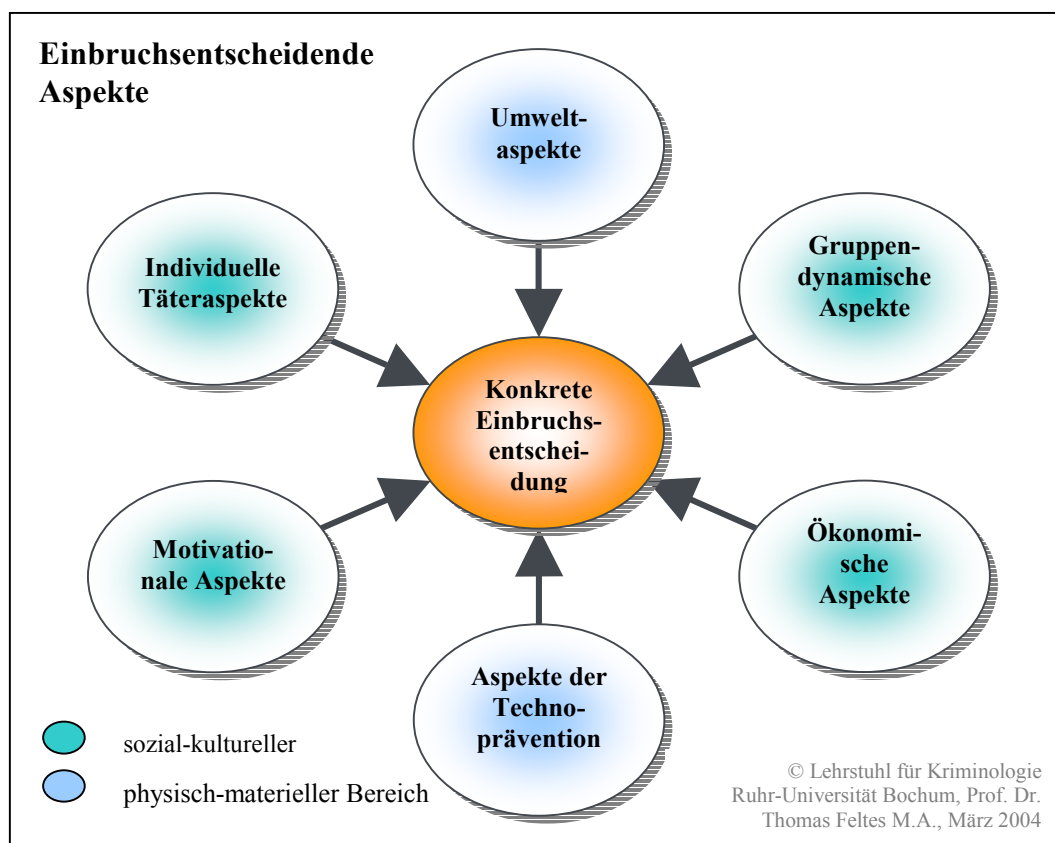 Einbruchsentscheidende
Aspekte
Umwelt-
aspekte
Individuelle
Täteraspekte
Gruppen-
dynamische
Aspekte
Konkrete
Einbruchs-
entschei-
dung
Motivatio-
nale Aspekte
Ökonomi-
sche
Aspekte
Aspekte der
Techno-
prävention
sozial-kultureller
physisch-materieller Bereich
© Lehrstuhl für Kriminologie
Ruhr-Universität Bochum, Prof. Dr.
Thomas Feltes M.A., März 2004